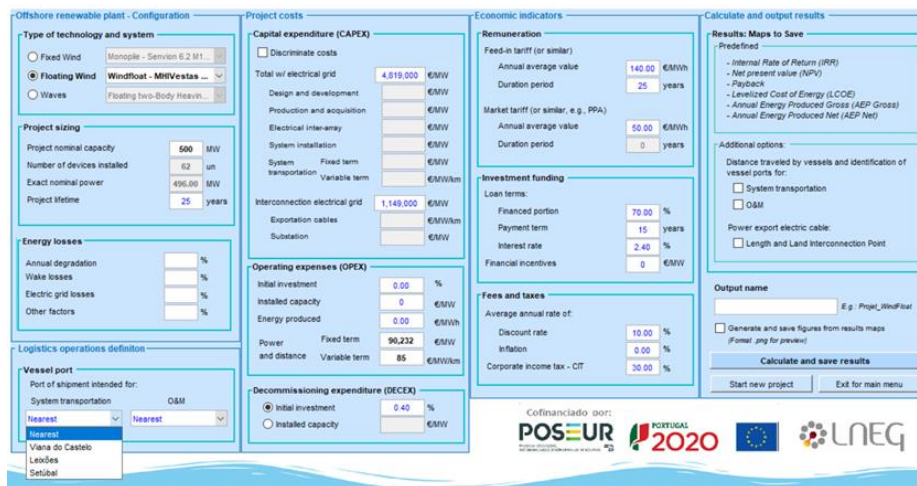 Offshore renewable plant - Configuration
Type of technology and system
Fixed Wind
Monopile - Senvion 6.2 M1...
Floating Wind
Windfloat - MHIVestas ...
Waves
Floating two-Body Heavin...
Project sizing
Project nominal capacity 500 MW
Number of devices installed 62 un
Exact nominal power 496.00 MW
Project lifetime 25 years
Energy losses
Annual degradation %
Wake losses %
Electric grid losses %
Other factors %
Logistics operations definiton
Vessel port
Port of shipment intended for:
System transportation O&M
Nearest Nearest
Nearest
Viana do Castelo
Leixões
Setúbal
Project costs
Capital expenditure (CAPEX)
Discriminate costs
Total w/ electrical grid 4,619,000 €/MW
Design and development €/MW
Production and acquisition €/MW
Electrical inter-array €/MW
System installation €/MW
System transportation Fixed term €/MW
Variable term €/MW/km
Interconnection electrical grid 1,149,000 €/MW
Exportation cables €/MW/km
Substation €/MW
Operating expenses (OPEX)
Initial investment 0.00 %
Installed capacity 0 €/MW
Energy produced 0.00 €/MWh
Power and distance Fixed term 90,232 €/MW
Variable term 85 €/MW/km
Decommissioning expenditure (DECEX)
Initial investment 0.40 %
Installed capacity €/MW
Economic indicators
Remuneration
Feed-in tariff (or similar)
Annual average value 140.00 €/MWh
Duration period 25 years
Market tariff (or similar, e.g., PPA)
Annual average value 50.00 €/MWh
Duration period 0 years
Investment funding
Loan terms:
Financed portion 70.00 %
Payment term 15 years
Interest rate 2.40 %
Financial incentives 0 €/MW
Fees and taxes
Average annual rate of:
Discount rate 10.00 %
Inflation 0.00 %
Corporate income tax - CIT 30.00 %
Calculate and output results
Results: Maps to Save
Predefined
- Internal Rate of Return (IRR)
- Net present value (NPV)
- Payback
- Levelized Cost of Energy (LCOE)
- Annual Energy Produced Gross (AEP Gross)
- Annual Energy Produced Net (AEP Net)
Additional options:
Distance traveled by vessels and identification of
vessel ports for:
System transportation
O&M
Power export electric cable:
Length and Land Interconnection Point
Output name
E.g.: Projet_WindFloat
Generate and save figures from results maps
(Format .png for preview)
Calculate and save results
Start new project Exit for main menu
Cofinanciado por:
POSEUR
PORTUGAL
2020
LNEG